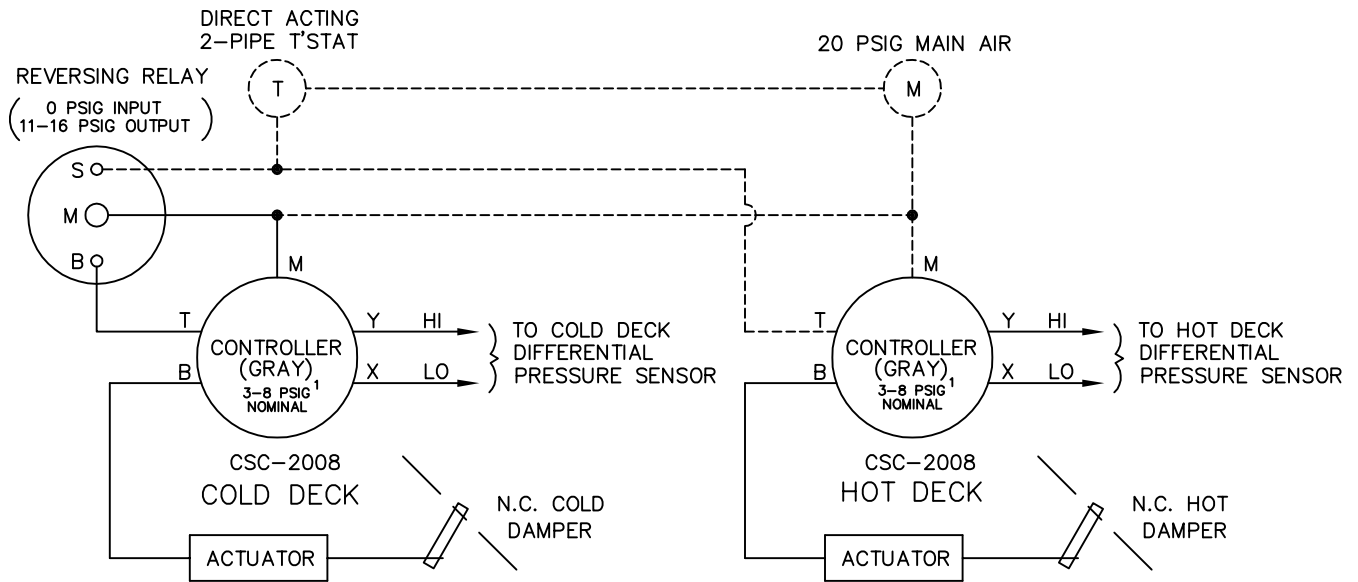 DIRECT ACTING
2-PIPE T'STAT
20 PSIG MAIN AIR
REVERSING RELAY
(0 PSIG INPUT
11-16 PSIG OUTPUT)
T
M
S
M
B
M
M
T
B
Y HI
X LO
CONTROLLER
(GRAY)
3-8 PSIG¹
NOMINAL
TO COLD DECK
DIFFERENTIAL
PRESSURE SENSOR
T
B
Y HI
X LO
CONTROLLER
(GRAY)
3-8 PSIG¹
NOMINAL
TO HOT DECK
DIFFERENTIAL
PRESSURE SENSOR
CSC-2008
COLD DECK
CSC-2008
HOT DECK
N.C. COLD
DAMPER
N.C. HOT
DAMPER
ACTUATOR
ACTUATOR